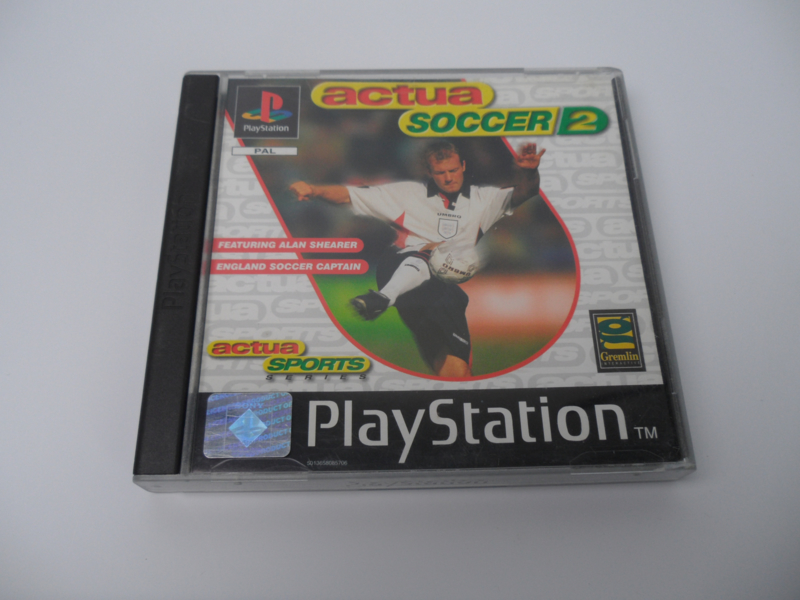 actua
SOCCER 2
PlayStation
PAL
UMBRO
FEATURING ALAN SHEARER
ENGLAND SOCCER CAPTAIN
actua
SPORTS
SERIES
Gremlin
PlayStation TM
PlayStation
PlayStation